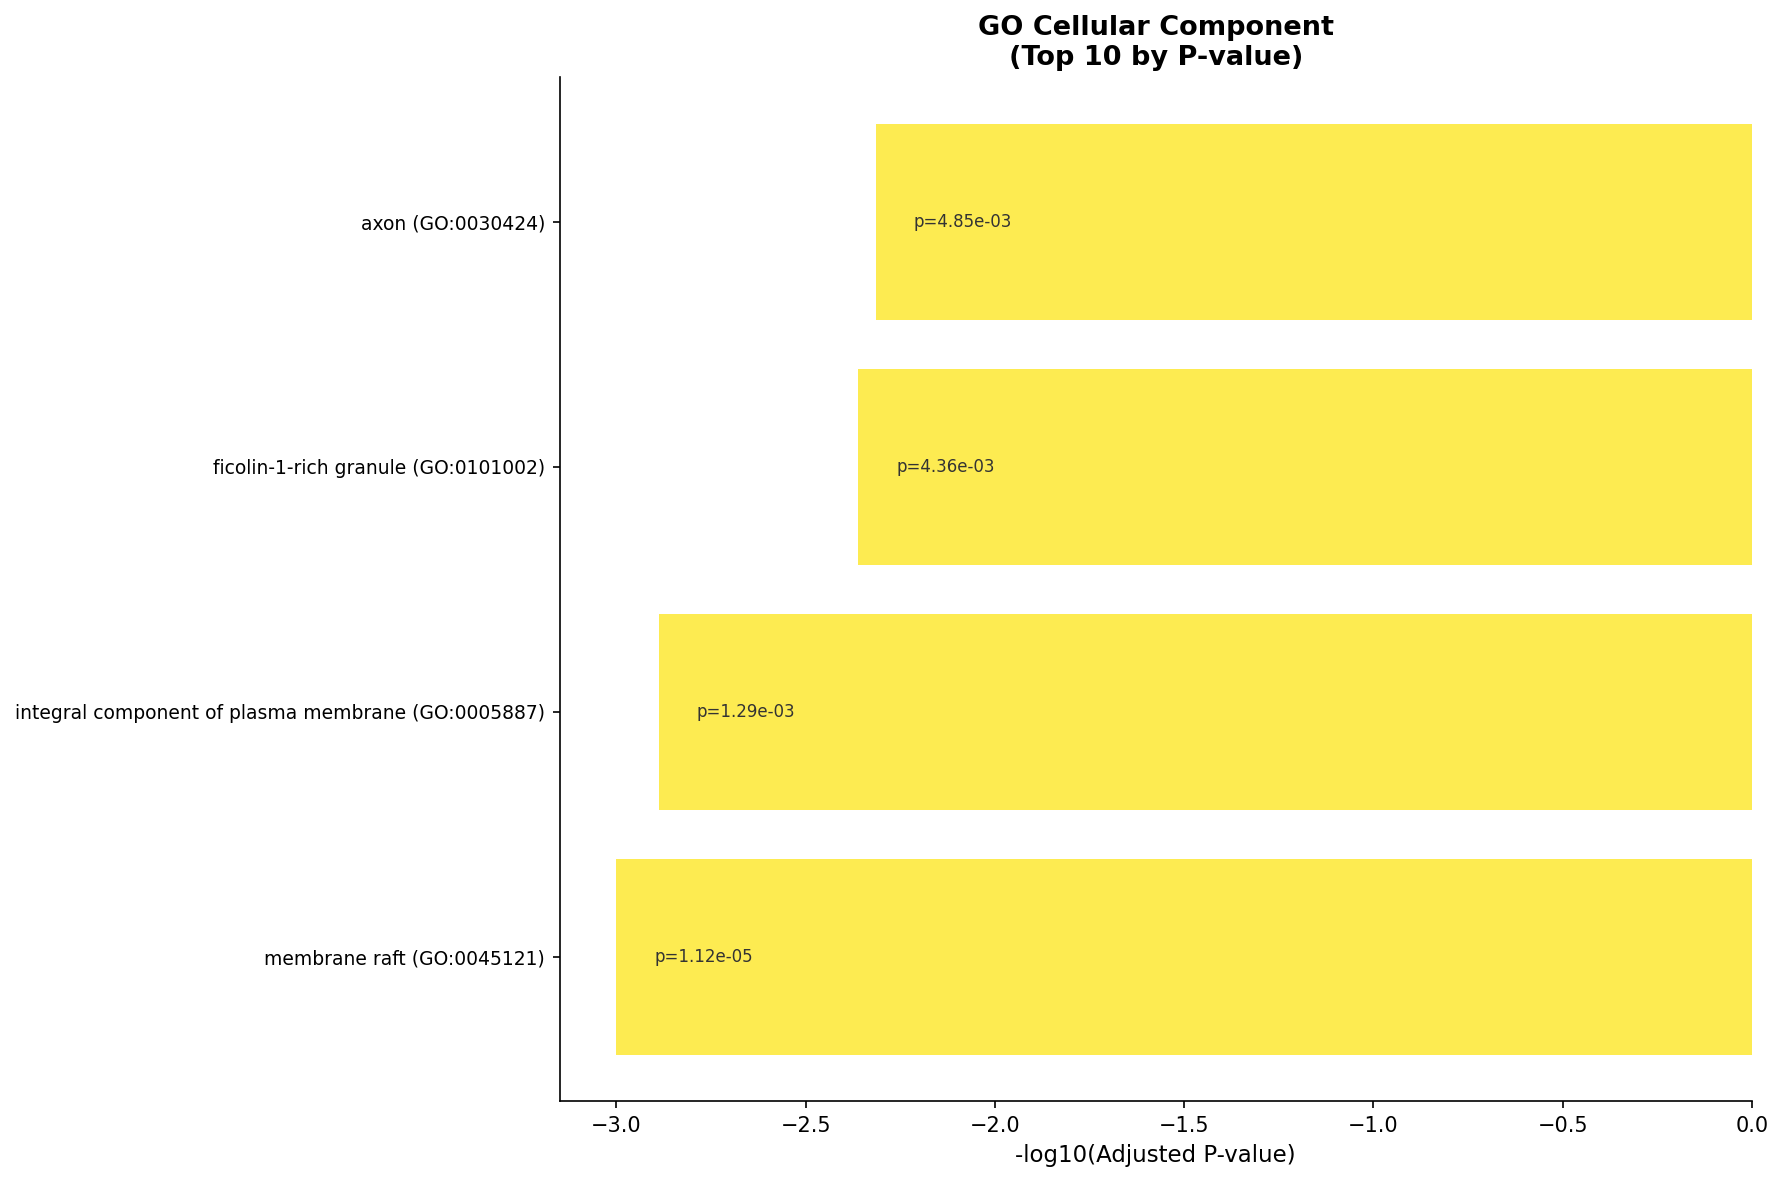 GO Cellular Component
(Top 10 by P-value)
axon (GO:0030424)
p=4.85e-03
ficolin-1-rich granule (GO:0101002)
p=4.36e-03
integral component of plasma membrane (GO:0005887)
p=1.29e-03
membrane raft (GO:0045121)
p=1.12e-05
−3.0 −2.5 −2.0 −1.5 −1.0 −0.5 0.0
-log10(Adjusted P-value)